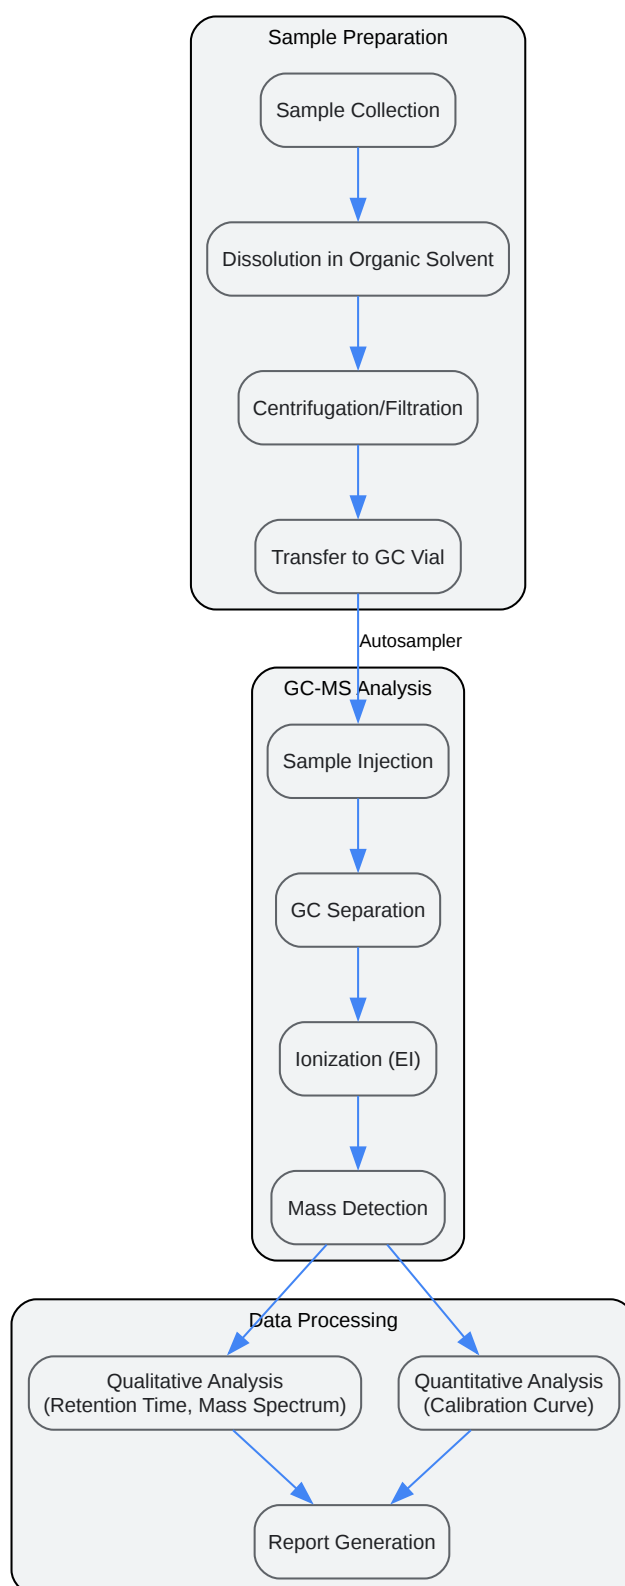 Sample Preparation
Sample Collection
Dissolution in Organic Solvent
Centrifugation/Filtration
Transfer to GC Vial
Autosampler
GC-MS Analysis
Sample Injection
GC Separation
Ionization (EI)
Mass Detection
Data Processing
Qualitative Analysis
(Retention Time, Mass Spectrum)
Quantitative Analysis
(Calibration Curve)
Report Generation